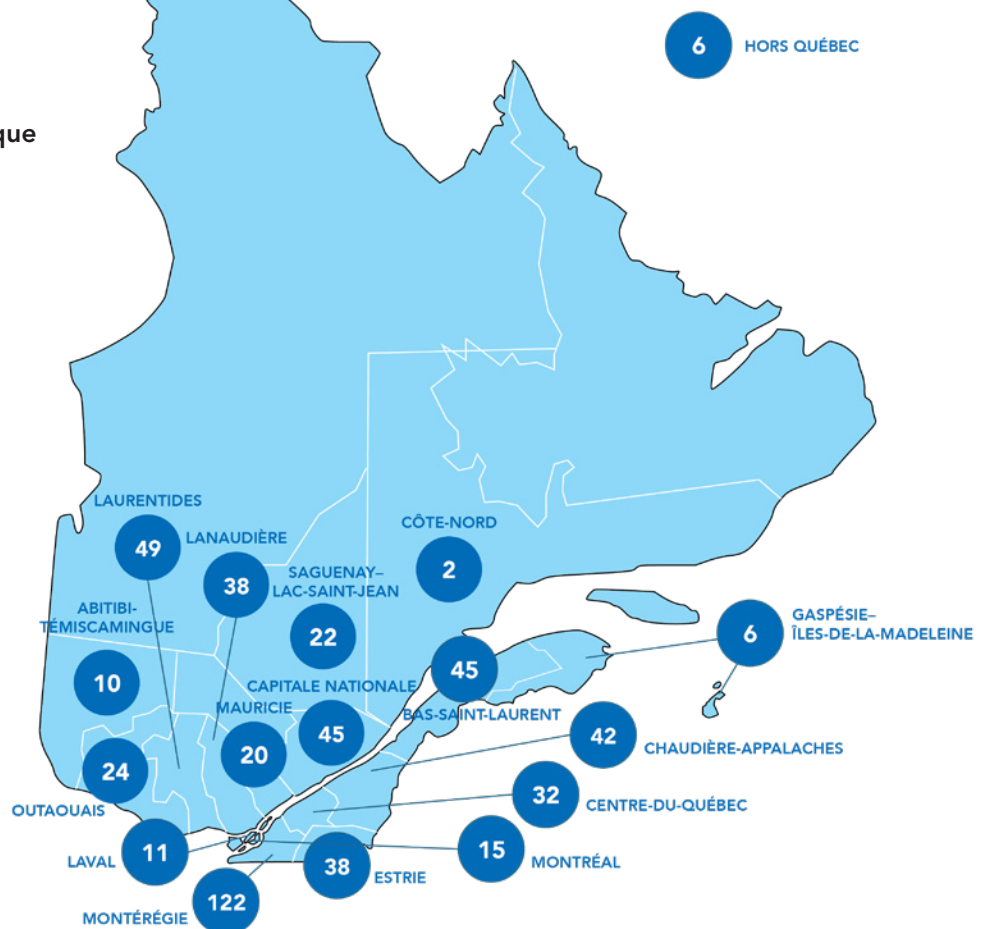 6
HORS QUÉBEC
que
LAURENTIDES
49
LANAUDIÈRE
38
CÔTE-NORD
2
SAGUENAY–
LAC-SAINT-JEAN
22
ABITIBI-
TÉMISCAMINGUE
10
6
GASPÉSIE–
ÎLES-DE-LA-MADELEINE
45
BAS-SAINT-LAURENT
CAPITALE NATIONALE
45
MAURICIE
20
42
CHAUDIÈRE-APPALACHES
24
OUTAOUAIS
32
CENTRE-DU-QUÉBEC
LAVAL
11
15
MONTRÉAL
38
ESTRIE
122
MONTÉRÉGIE